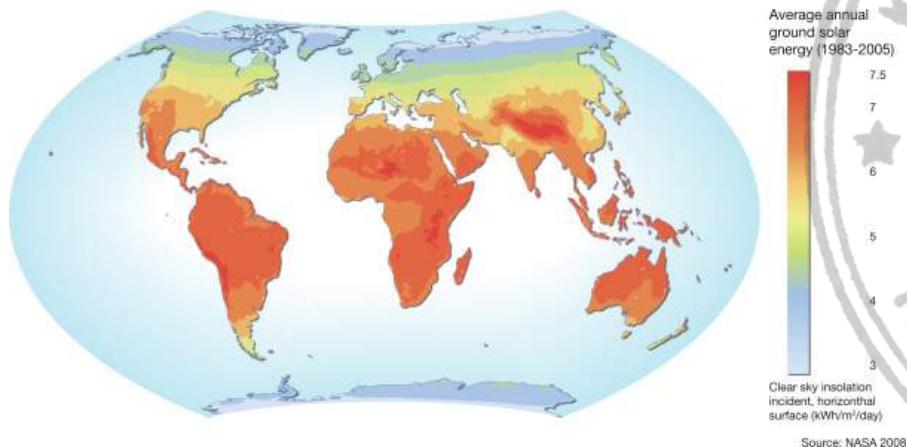 Average annual
ground solar
energy (1983-2005)
7.5
7
6
5
4
3
Clear sky insolation
incident, horizonthal
surface (kWh/m²/day)
Source: NASA 2008